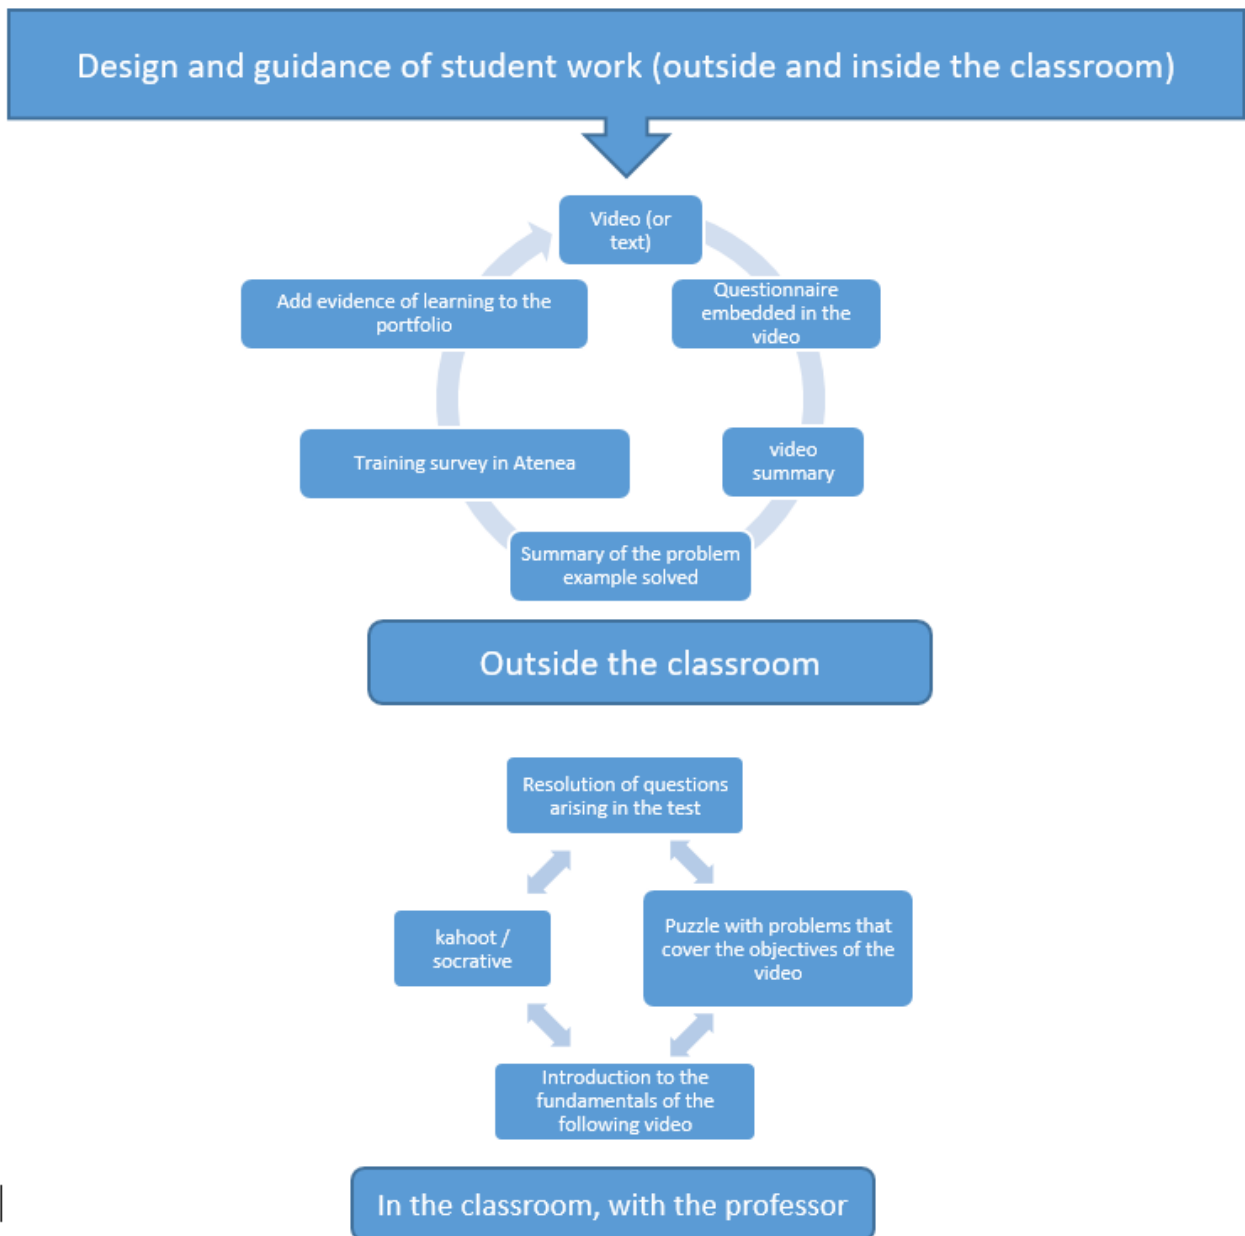 Design and guidance of student work (outside and inside the classroom)
Video (or
text)
Add evidence of learning to the
portfolio
Questionnaire
embedded in the
video
Training survey in Atenea
video
summary
Summary of the problem
example solved
Outside the classroom
Resolution of questions
arising in the test
kahoot /
socrative
Puzzle with problems that
cover the objectives of the
video
Introduction to the
fundamentals of the
following video
In the classroom, with the professor